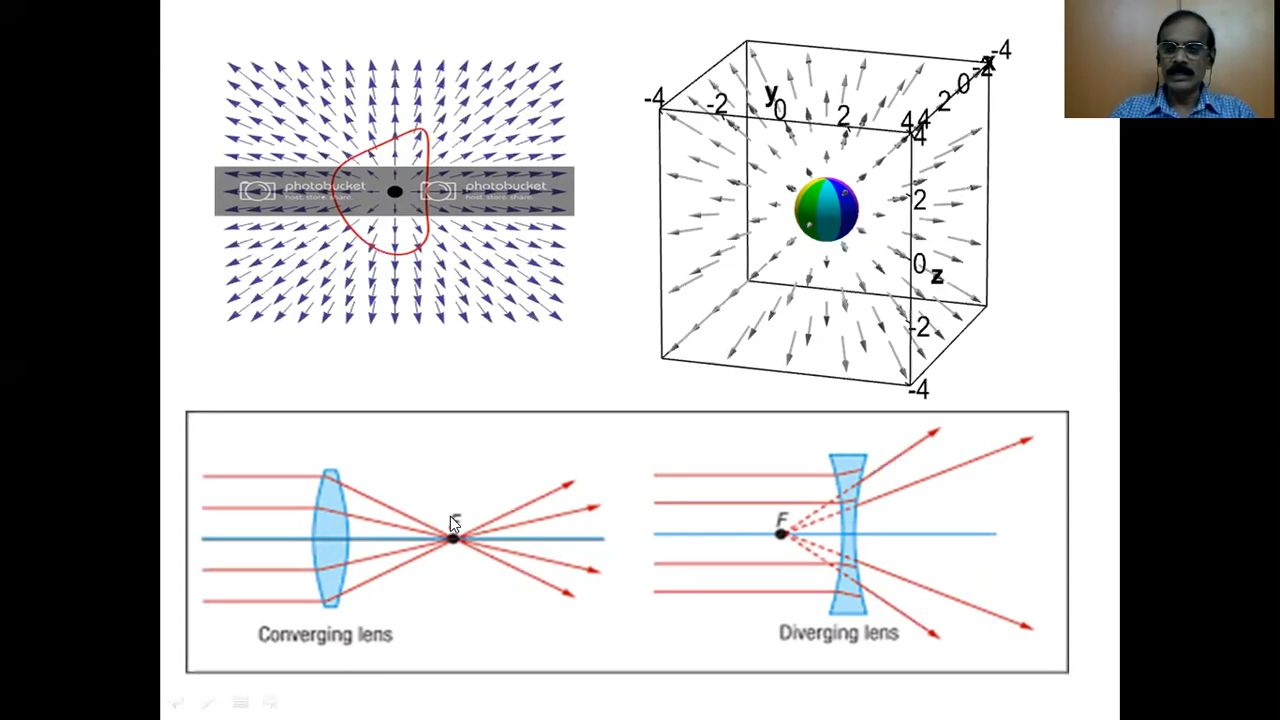 photobucket
host. store. share.
photobucket
host. store. share.
-4
-2
y
0
2
4
4
2
0
-2
-4
x
4
2
0
z
-2
-4
F
Converging lens
Diverging lens